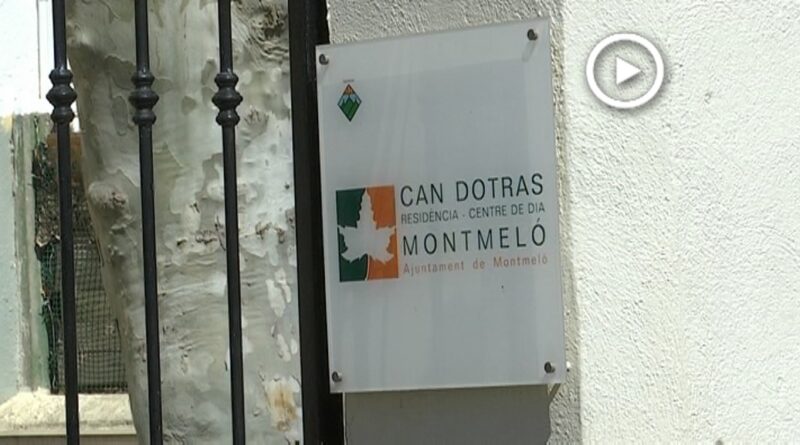 CAN DOTRAS
RESIDÈNCIA - CENTRE DE DIA
MONTMELÓ
Ajuntament de Montmeló